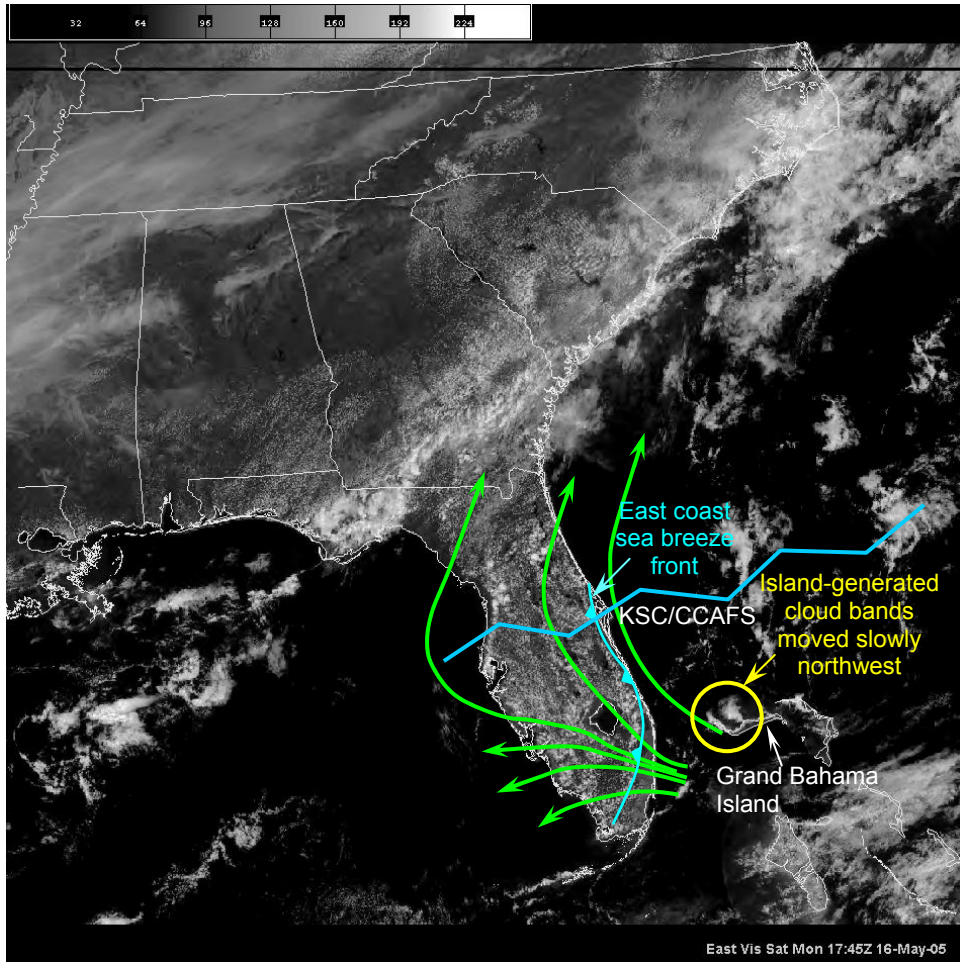 32 64 96 128 160 192 224
East coast
sea breeze
front
KSC/CCAFS
Island-generated
cloud bands
moved slowly
northwest
Grand Bahama
Island
East Vis Sat Mon 17:45Z 16-May-05